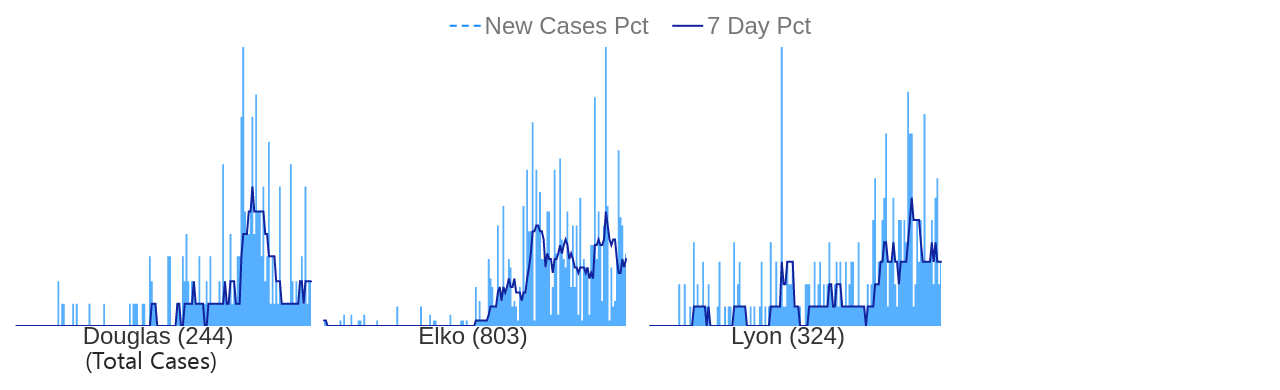 New Cases Pct 7 Day Pct
Douglas (244) Elko (803) Lyon (324)
(Total Cases)